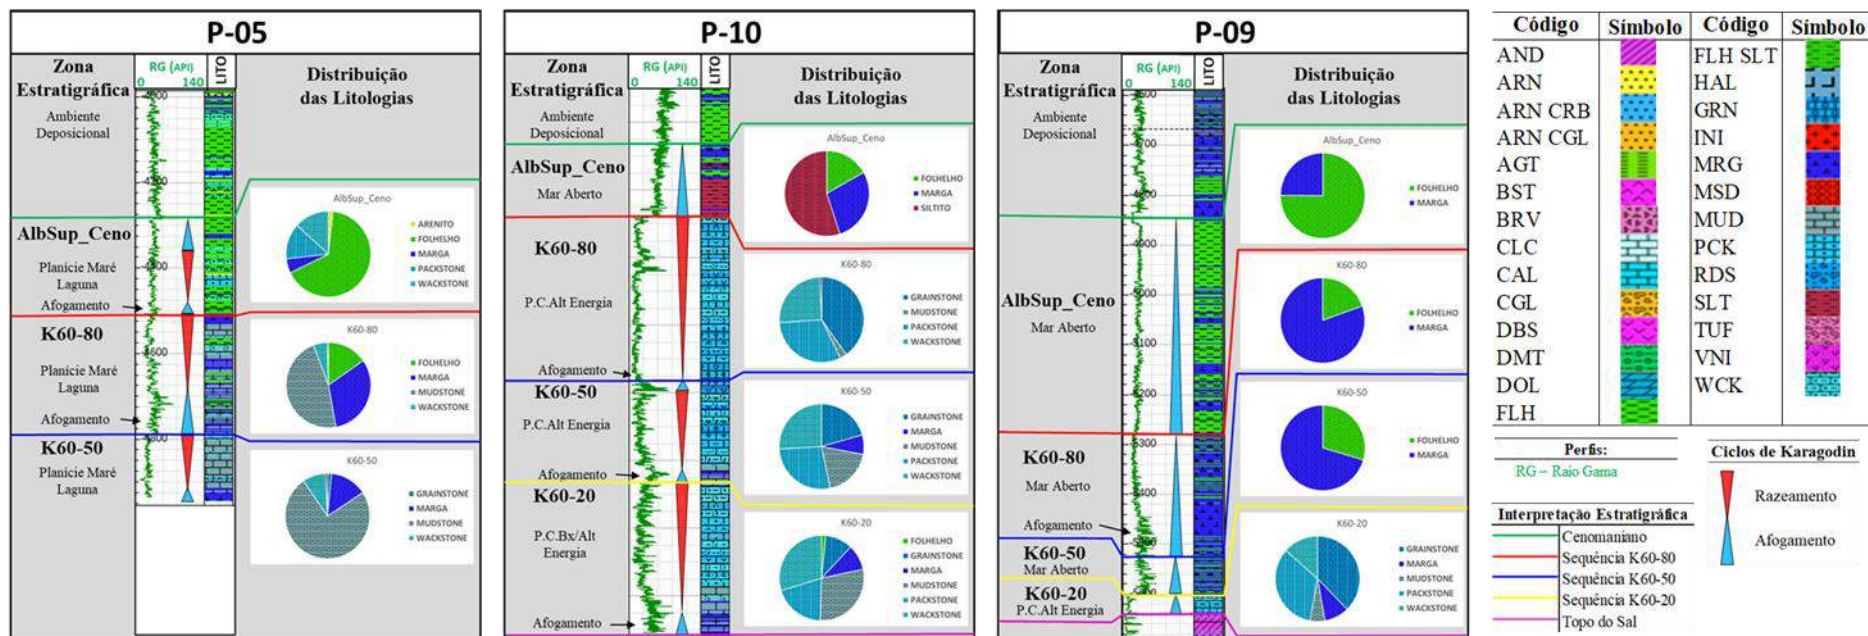 P-05
Zona
Estratigráfica
Ambiente
Deposicional
RG (API)
0 140
LITO
Distribuição
das Litologias
AlbSup_Ceno
Planície Maré
Laguna
Afogamento
K60-80
Planície Maré
Laguna
Afogamento
K60-50
Planície Maré
Laguna
AlbSup_Ceno
ARENITO
FOLHELHO
MARGA
PACKSTONE
WACKSTONE
K60-80
FOLHELHO
MARGA
MUDSTONE
WACKSTONE
K60-50
GRAINSTONE
MARGA
MUDSTONE
WACKSTONE
P-10
Zona
Estratigráfica
Ambiente
Deposicional
RG (API)
0 140
LITO
Distribuição
das Litologias
AlbSup_Ceno
Mar Aberto
K60-80
P.C.Alt Energia
Afogamento
K60-50
P.C.Alt Energia
Afogamento
K60-20
P.C.Bx/Alt
Energia
Afogamento
AlbSup_Ceno
FOLHELHO
MARGA
SILTITO
K60-80
GRAINSTONE
MUDSTONE
PACKSTONE
WACKSTONE
K60-50
GRAINSTONE
MARGA
MUDSTONE
PACKSTONE
WACKSTONE
K60-20
FOLHELHO
GRAINSTONE
MARGA
MUDSTONE
PACKSTONE
WACKSTONE
P-09
Zona
Estratigráfica
Ambiente
Deposicional
RG (API)
0 140
LITO
Distribuição
das Litologias
AlbSup_Ceno
Mar Aberto
K60-80
Mar Aberto
Afogamento
K60-50
Mar Aberto
K60-20
P.C.Alt Energia
AlbSup_Ceno
FOLHELHO
MARGA
K60-80
FOLHELHO
MARGA
K60-50
FOLHELHO
MARGA
K60-20
GRAINSTONE
MARGA
MUDSTONE
PACKSTONE
WACKSTONE
Código Símbolo Código Símbolo
AND FLH SLT
ARN HAL
ARN CRB GRN
ARN CGL INI
AGT MRG
BST MSD
BRV MUD
CLC PCK
CAL RDS
CGL SLT
DBS TUF
DMT VNI
DOL WCK
FLH
Perfis:
RG – Raio Gama
Interpretação Estratigráfica
Cenomaniano
Sequência K60-80
Sequência K60-50
Sequência K60-20
Topo do Sal
Ciclos de Karagodin
Razeamento
Afogamento